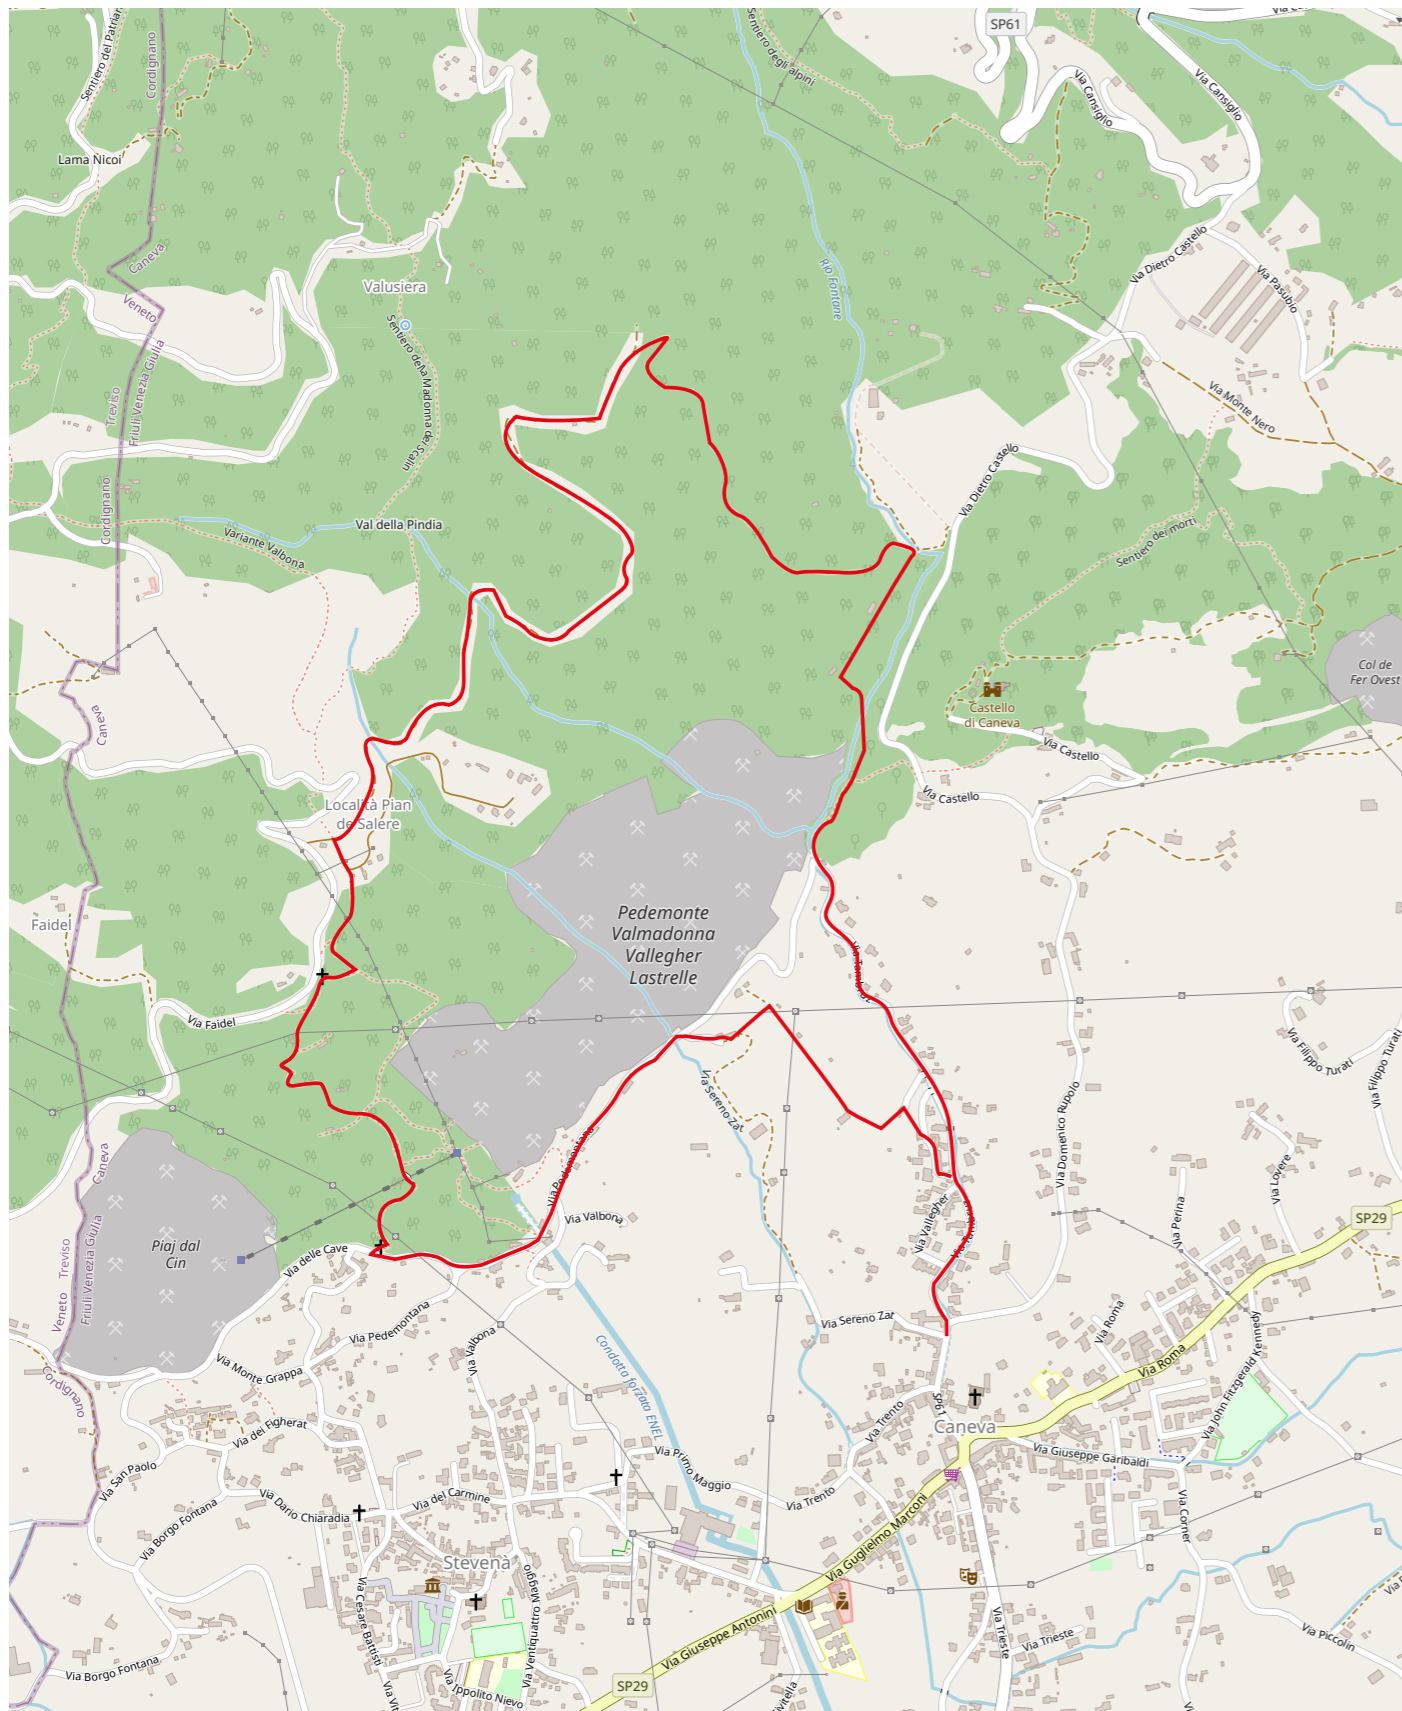 SP61
Sentiero del Patriar
Cordignano
Sentiero degli alpini
Via Cansiglio
Via Cansiglio
Lama Nicoi
Caneva
Veneto
Via Dietro Castello
Via Pasubio
Rio Fontane
Valusiera
Treviso
Friuli Venezia Giulia
Sentiero della Madonna dei Scalin
Via Monte Nero
Via Dietro Castello
Cordignano
Val della Pindia
Variante Valbona
Sentiero dei morti
Col de
Fer Ovest
Castello
di Caneva
Caneva
Via Castello
Via Castello
Località Pian
de Salere
Faidel
Pedemonte
Valmadonna
Vallegher
Lastrelle
Via Faidel
Via Filippo Turati
Via Filippo Turati
Via Sereno Zat
Via Domenico Rupolo
Via Pedemontana
Caneva
Via Lovere
Via Perina
SP29
Via Valbona
Via Vallegher
Piaj dal
Cin
Via delle Cave
Veneto
Treviso
Friuli Venezia Giulia
Via Pedemontana
Via Sereno Zat
Via Roma
Via Valbona
Condotta forzata ENEL
Via Roma
Via John Fitzgerald Kennedy
Via Monte Grappa
Cordignano
SP61
Via Trento
Caneva
Via dei Figherat
Via Giuseppe Garibaldi
Via Primo Maggio
Via San Paolo
Via Dario Chiaradia
Via del Carmine
Via Trento
Via Borgo Fontana
Via Guglielmo Marconi
Via Corner
Stevenà
Via Cesare Battisti
Via Ventiquattro Maggio
Via Giuseppe Antonini
Via Trieste
Via Trieste
Via Piccolin
Via Borgo Fontana
Via Ippolito Nievo
SP29